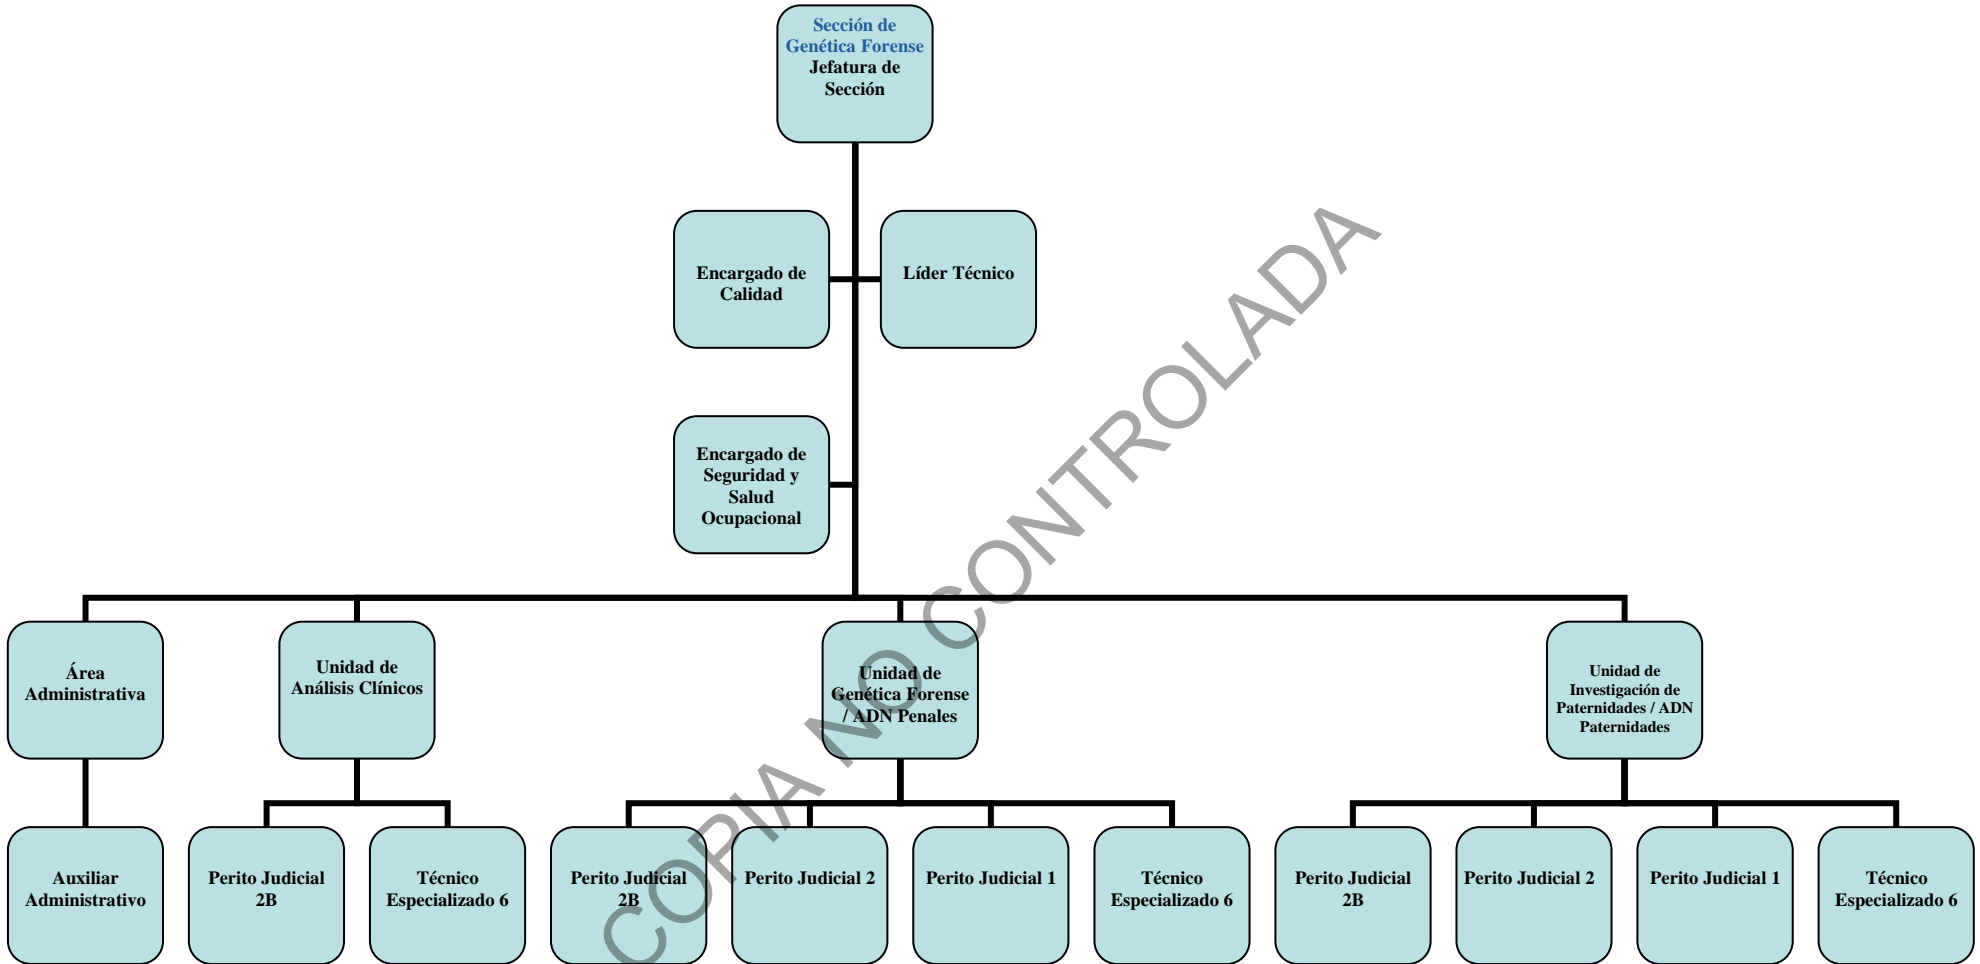 Sección de
Genética Forense
Jefatura de
Sección
Encargado de
Calidad
Líder Técnico
Encargado de
Seguridad y
Salud
Ocupacional
Área
Administrativa
Unidad de
Análisis Clínicos
Unidad de
Genética Forense
/ ADN Penales
Unidad de
Investigación de
Paternidades / ADN
Paternidades
Auxiliar
Administrativo
Perito Judicial
2B
Técnico
Especializado 6
Perito Judicial
2B
Perito Judicial 2
Perito Judicial 1
Técnico
Especializado 6
Perito Judicial
2B
Perito Judicial 2
Perito Judicial 1
Técnico
Especializado 6
COPIA NO CONTROLADA